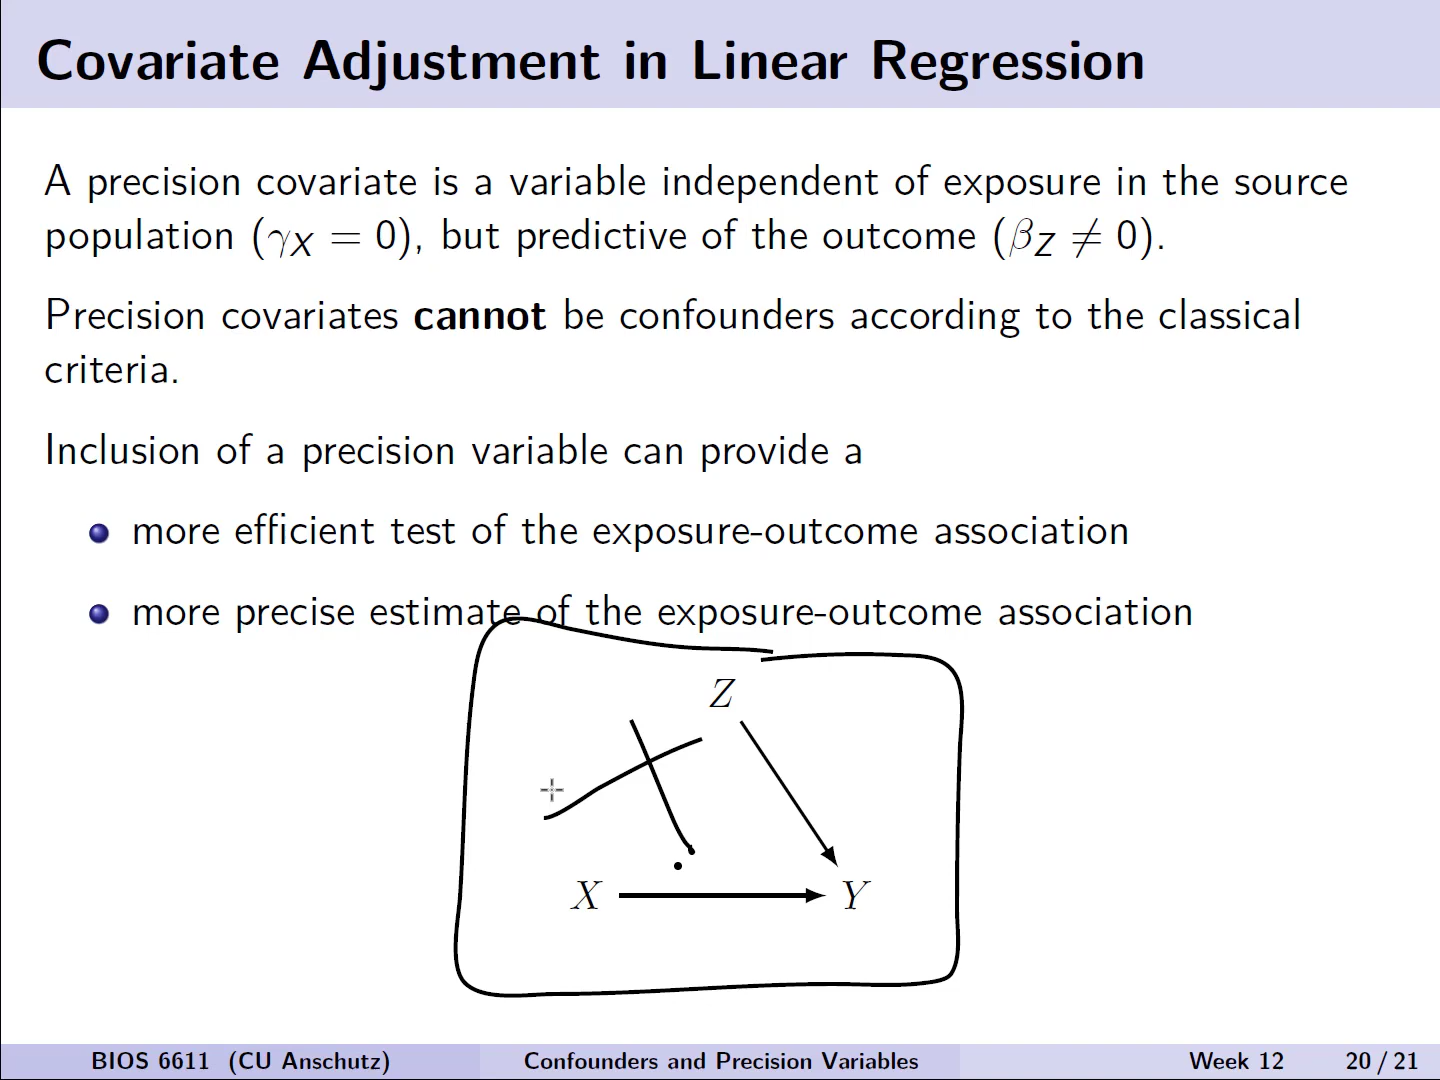 Covariate Adjustment in Linear Regression
A precision covariate is a variable independent of exposure in the source
population (γ_X = 0), but predictive of the outcome (β_Z ≠ 0).
Precision covariates cannot be confounders according to the classical
criteria.
Inclusion of a precision variable can provide a
more efficient test of the exposure-outcome association
more precise estimate of the exposure-outcome association
Z
X Y
BIOS 6611 (CU Anschutz) Confounders and Precision Variables Week 12 20 / 21